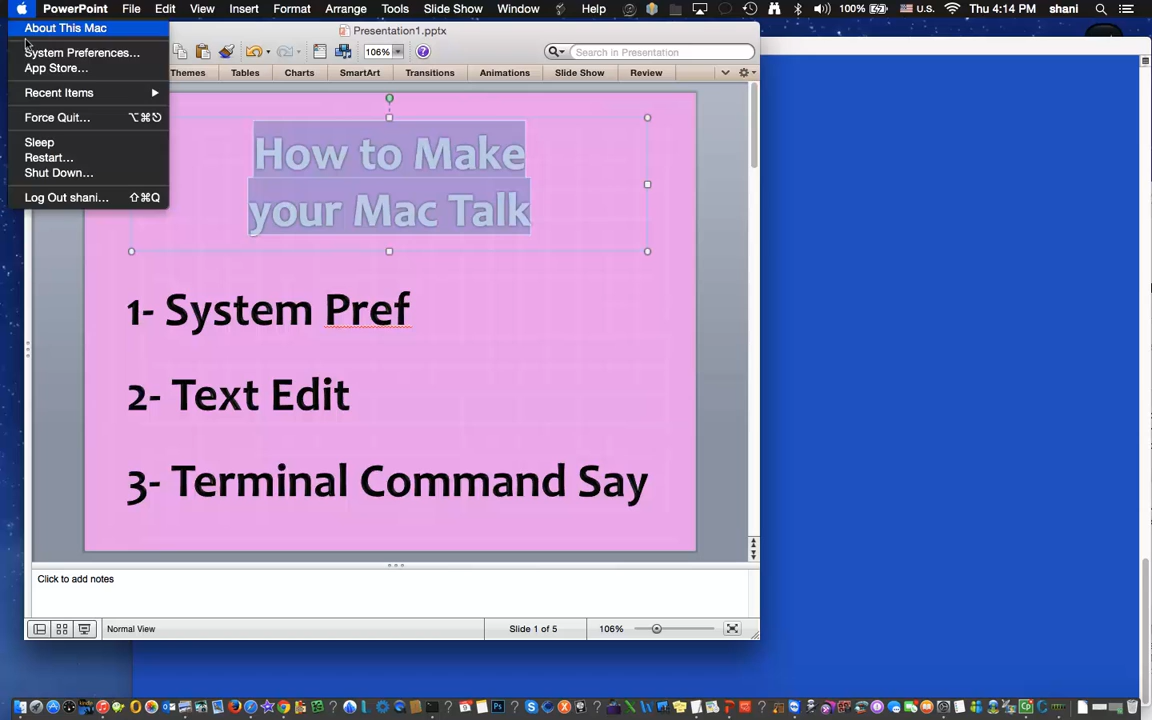 PowerPoint File Edit View Insert Format Arrange Tools Slide Show Window Help 100% U.S. Thu 4:14 PM shani
About This Mac
System Preferences...
App Store...
Recent Items
Force Quit... ⌥⌘⎋
Sleep
Restart...
Shut Down...
Log Out shani... ⇧⌘Q
Presentation1.pptx
106% Search in Presentation
Themes Tables Charts SmartArt Transitions Animations Slide Show Review
How to Make
your Mac Talk
1- System Pref
2- Text Edit
3- Terminal Command Say
Click to add notes
Normal View Slide 1 of 5 106%